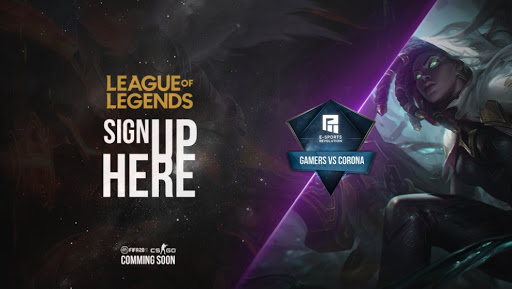 LEAGUE OF
LEGENDS
SIGN UP
HERE
E-SPORTS
REVOLUTION
GAMERS VS CORONA
FIFA20 CS:GO
COMMING SOON